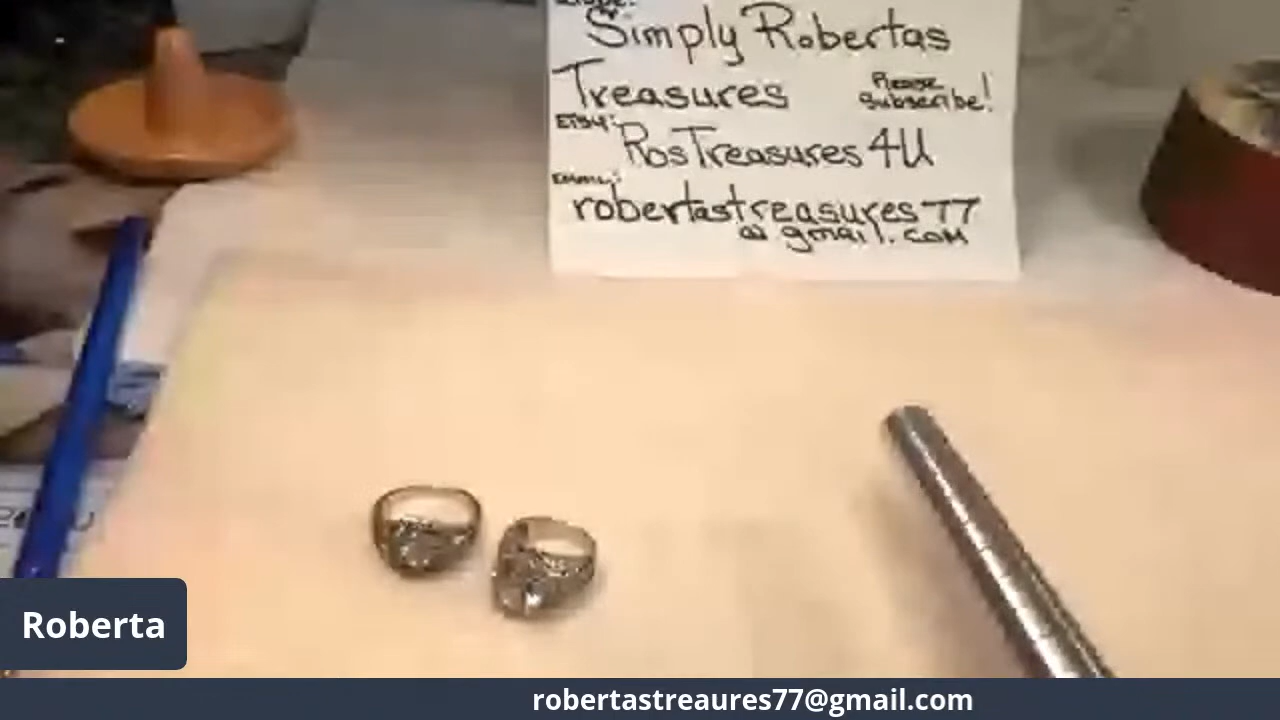 Simply Robertas
Treasures
Please
Subscribe!
ETSY:
RosTreasures4U
EMAIL:
robertastreasures77
@ gmail.com
Roberta
robertastreaures77@gmail.com